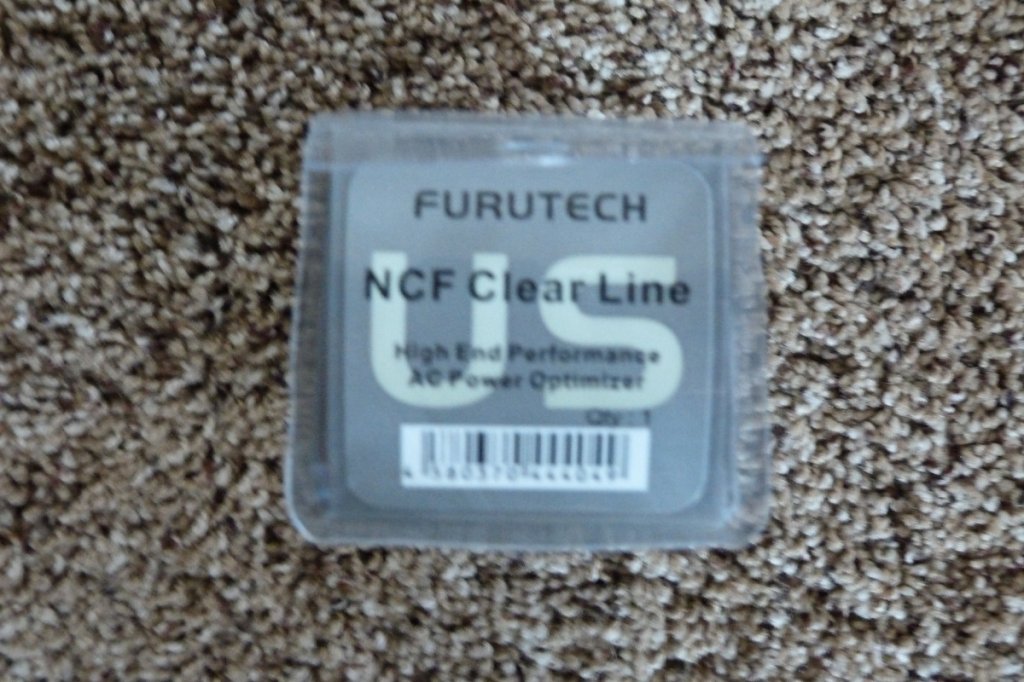 FURUTECH
US
NCF Clear Line
High End Performance
AC Power Optimizer
Qty : 1